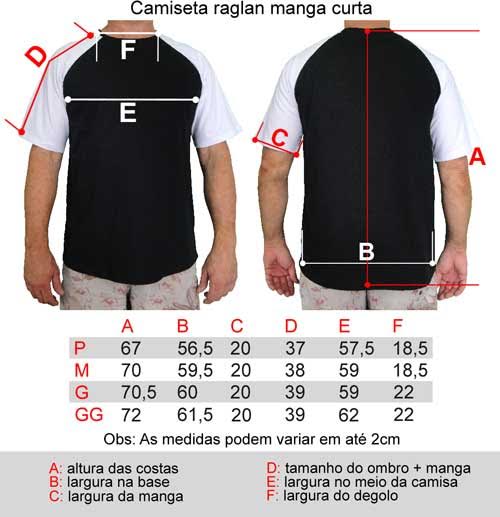 Camiseta raglan manga curta
D
F
E
C
A
B
A B C D E F
P 67 56,5 20 37 57,5 18,5
M 70 59,5 20 38 59 18,5
G 70,5 60 20 39 59 22
GG 72 61,5 20 39 62 22
Obs: As medidas podem variar em até 2cm
A: altura das costas
B: largura na base
C: largura da manga
D: tamanho do ombro + manga
E: largura no meio da camisa
F: largura do degolo